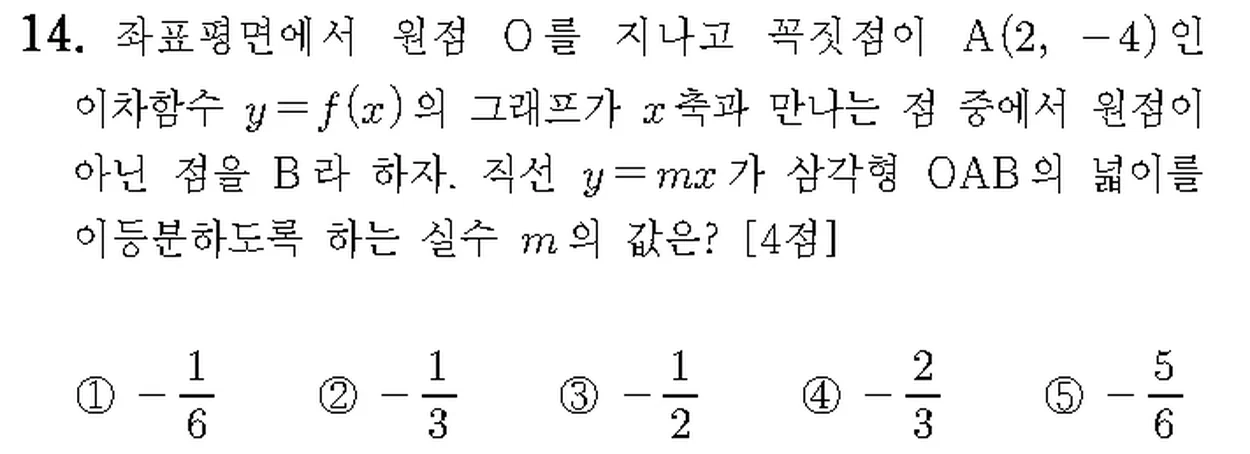 14. 좌표평면에서 원점 O를 지나고 꼭짓점이 A(2, −4)인
이차함수 y=f(x)의 그래프가 x축과 만나는 점 중에서 원점이
아닌 점을 B라 하자. 직선 y=mx가 삼각형 OAB의 넓이를
이등분하도록 하는 실수 m의 값은? [4점]
① −1/6 ② −1/3 ③ −1/2 ④ −2/3 ⑤ −5/6